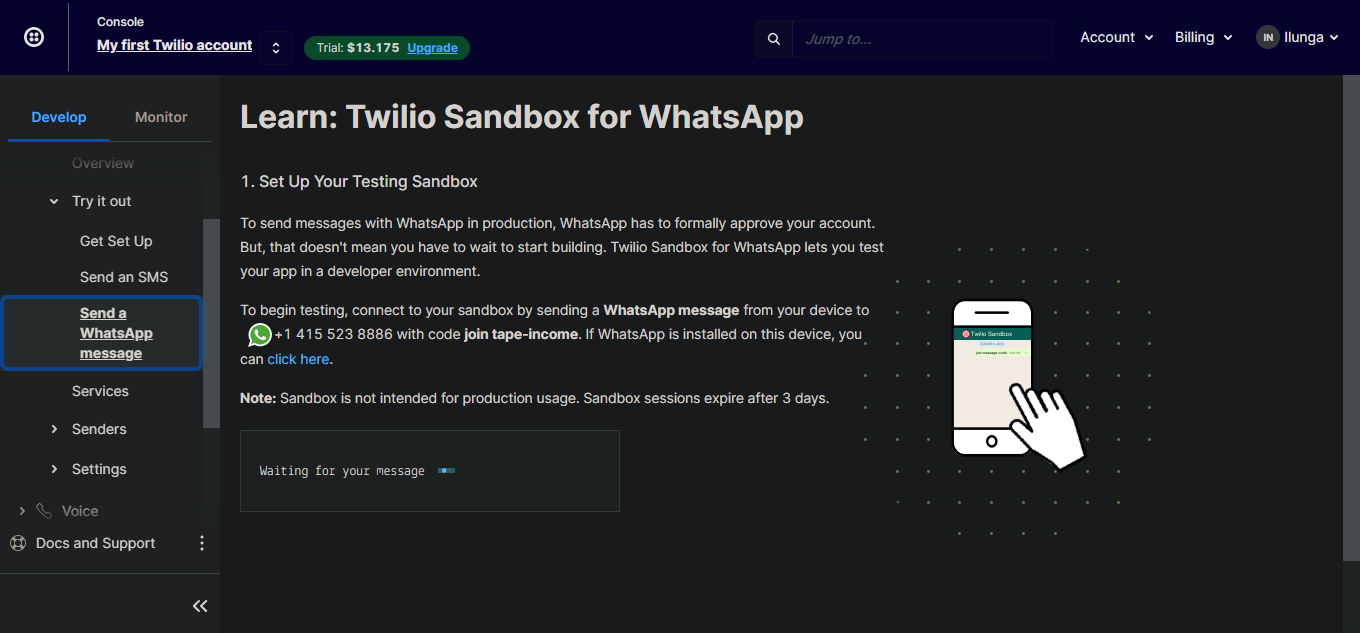 Console
My first Twilio account
Trial: $13.175 Upgrade
Jump to...
Account
Billing
IN Ilunga
Develop
Monitor
Overview
Try it out
Get Set Up
Send an SMS
Send a
WhatsApp
message
Services
Senders
Settings
Voice
Docs and Support
Learn: Twilio Sandbox for WhatsApp
1. Set Up Your Testing Sandbox
To send messages with WhatsApp in production, WhatsApp has to formally approve your account.
But, that doesn't mean you have to wait to start building. Twilio Sandbox for WhatsApp lets you test
your app in a developer environment.
To begin testing, connect to your sandbox by sending a WhatsApp message from your device to
+1 415 523 8886 with code join tape-income. If WhatsApp is installed on this device, you
can click here.
Note: Sandbox is not intended for production usage. Sandbox sessions expire after 3 days.
Waiting for your message
Twilio Sandbox
join message code